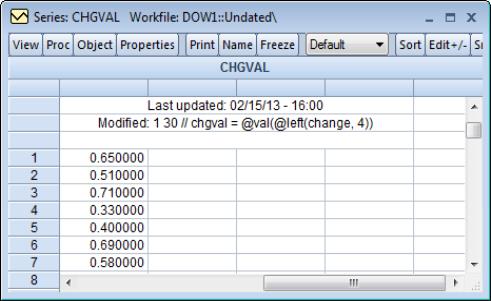 Series: CHGVAL Workfile: DOW1::Undated\
View Proc Object Properties Print Name Freeze Default Sort Edit+/-
CHGVAL
Last updated: 02/15/13 - 16:00
Modified: 1 30 // chgval = @val(@left(change, 4))
1 0.650000
2 0.510000
3 0.710000
4 0.330000
5 0.400000
6 0.690000
7 0.580000
8